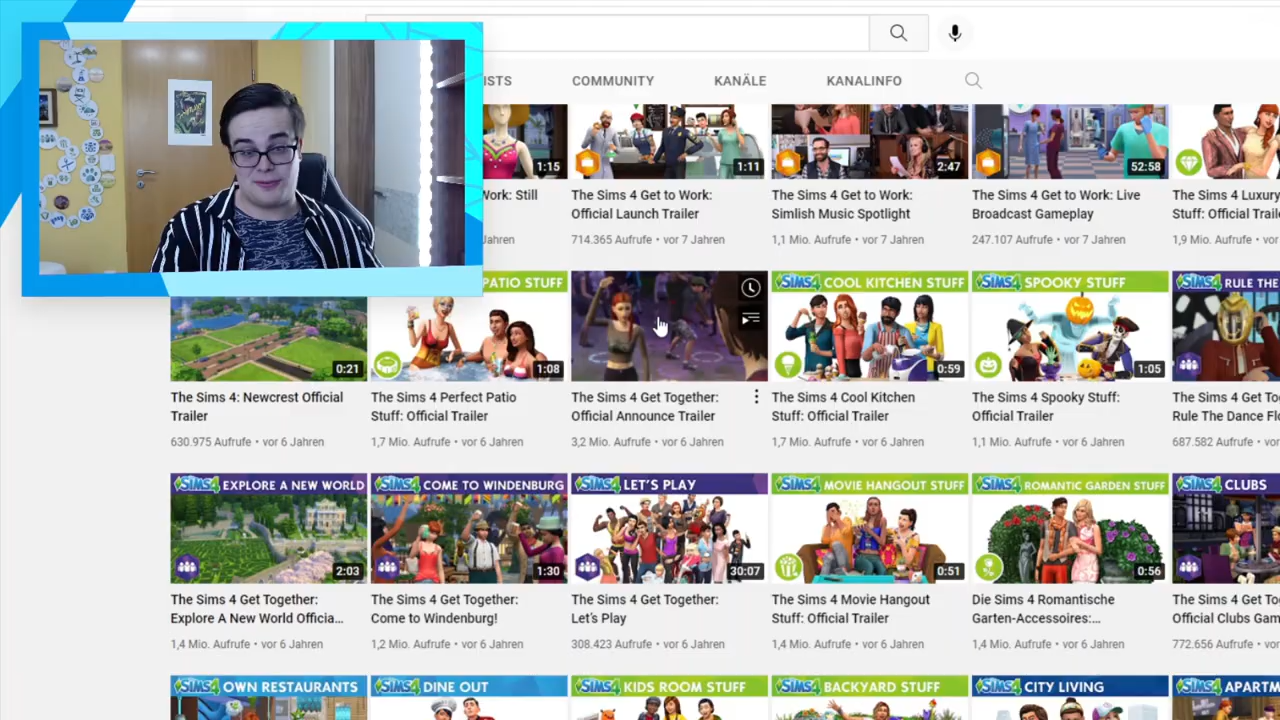 ISTS COMMUNITY KANÄLE KANALINFO
1:15 1:11 2:47 52:58
Work: Still
Jahren
The Sims 4 Get to Work:
Official Launch Trailer
714.365 Aufrufe • vor 7 Jahren
The Sims 4 Get to Work:
Simlish Music Spotlight
1,1 Mio. Aufrufe • vor 7 Jahren
The Sims 4 Get to Work: Live
Broadcast Gameplay
247.107 Aufrufe • vor 7 Jahren
The Sims 4 Luxury
Stuff: Official Trail
1,9 Mio. Aufrufe • vor
PATIO STUFF
SIMS4 COOL KITCHEN STUFF
SIMS4 SPOOKY STUFF
SIMS4 RULE THE
0:21 1:08 0:59 1:05
The Sims 4: Newcrest Official
Trailer
630.975 Aufrufe • vor 6 Jahren
The Sims 4 Perfect Patio
Stuff: Official Trailer
1,7 Mio. Aufrufe • vor 6 Jahren
The Sims 4 Get Together:
Official Announce Trailer
3,2 Mio. Aufrufe • vor 6 Jahren
The Sims 4 Cool Kitchen
Stuff: Official Trailer
1,7 Mio. Aufrufe • vor 6 Jahren
The Sims 4 Spooky Stuff:
Official Trailer
1,1 Mio. Aufrufe • vor 6 Jahren
The Sims 4 Get Tog
Rule The Dance Flo
687.582 Aufrufe • vor
SIMS4 EXPLORE A NEW WORLD
SIMS4 COME TO WINDENBURG
SIMS4 LET'S PLAY
SIMS4 MOVIE HANGOUT STUFF
SIMS4 ROMANTIC GARDEN STUFF
SIMS4 CLUBS
2:03 1:30 30:07 0:51 0:56
The Sims 4 Get Together:
Explore A New World Officia...
1,4 Mio. Aufrufe • vor 6 Jahren
The Sims 4 Get Together:
Come to Windenburg!
1,2 Mio. Aufrufe • vor 6 Jahren
The Sims 4 Get Together:
Let's Play
308.423 Aufrufe • vor 6 Jahren
The Sims 4 Movie Hangout
Stuff: Official Trailer
1,4 Mio. Aufrufe • vor 6 Jahren
Die Sims 4 Romantische
Garten-Accessoires:...
1,4 Mio. Aufrufe • vor 6 Jahren
The Sims 4 Get Tog
Official Clubs Gam
772.656 Aufrufe • vor
SIMS4 OWN RESTAURANTS
SIMS4 DINE OUT
SIMS4 KIDS ROOM STUFF
SIMS4 BACKYARD STUFF
SIMS4 CITY LIVING
SIMS4 APARTM